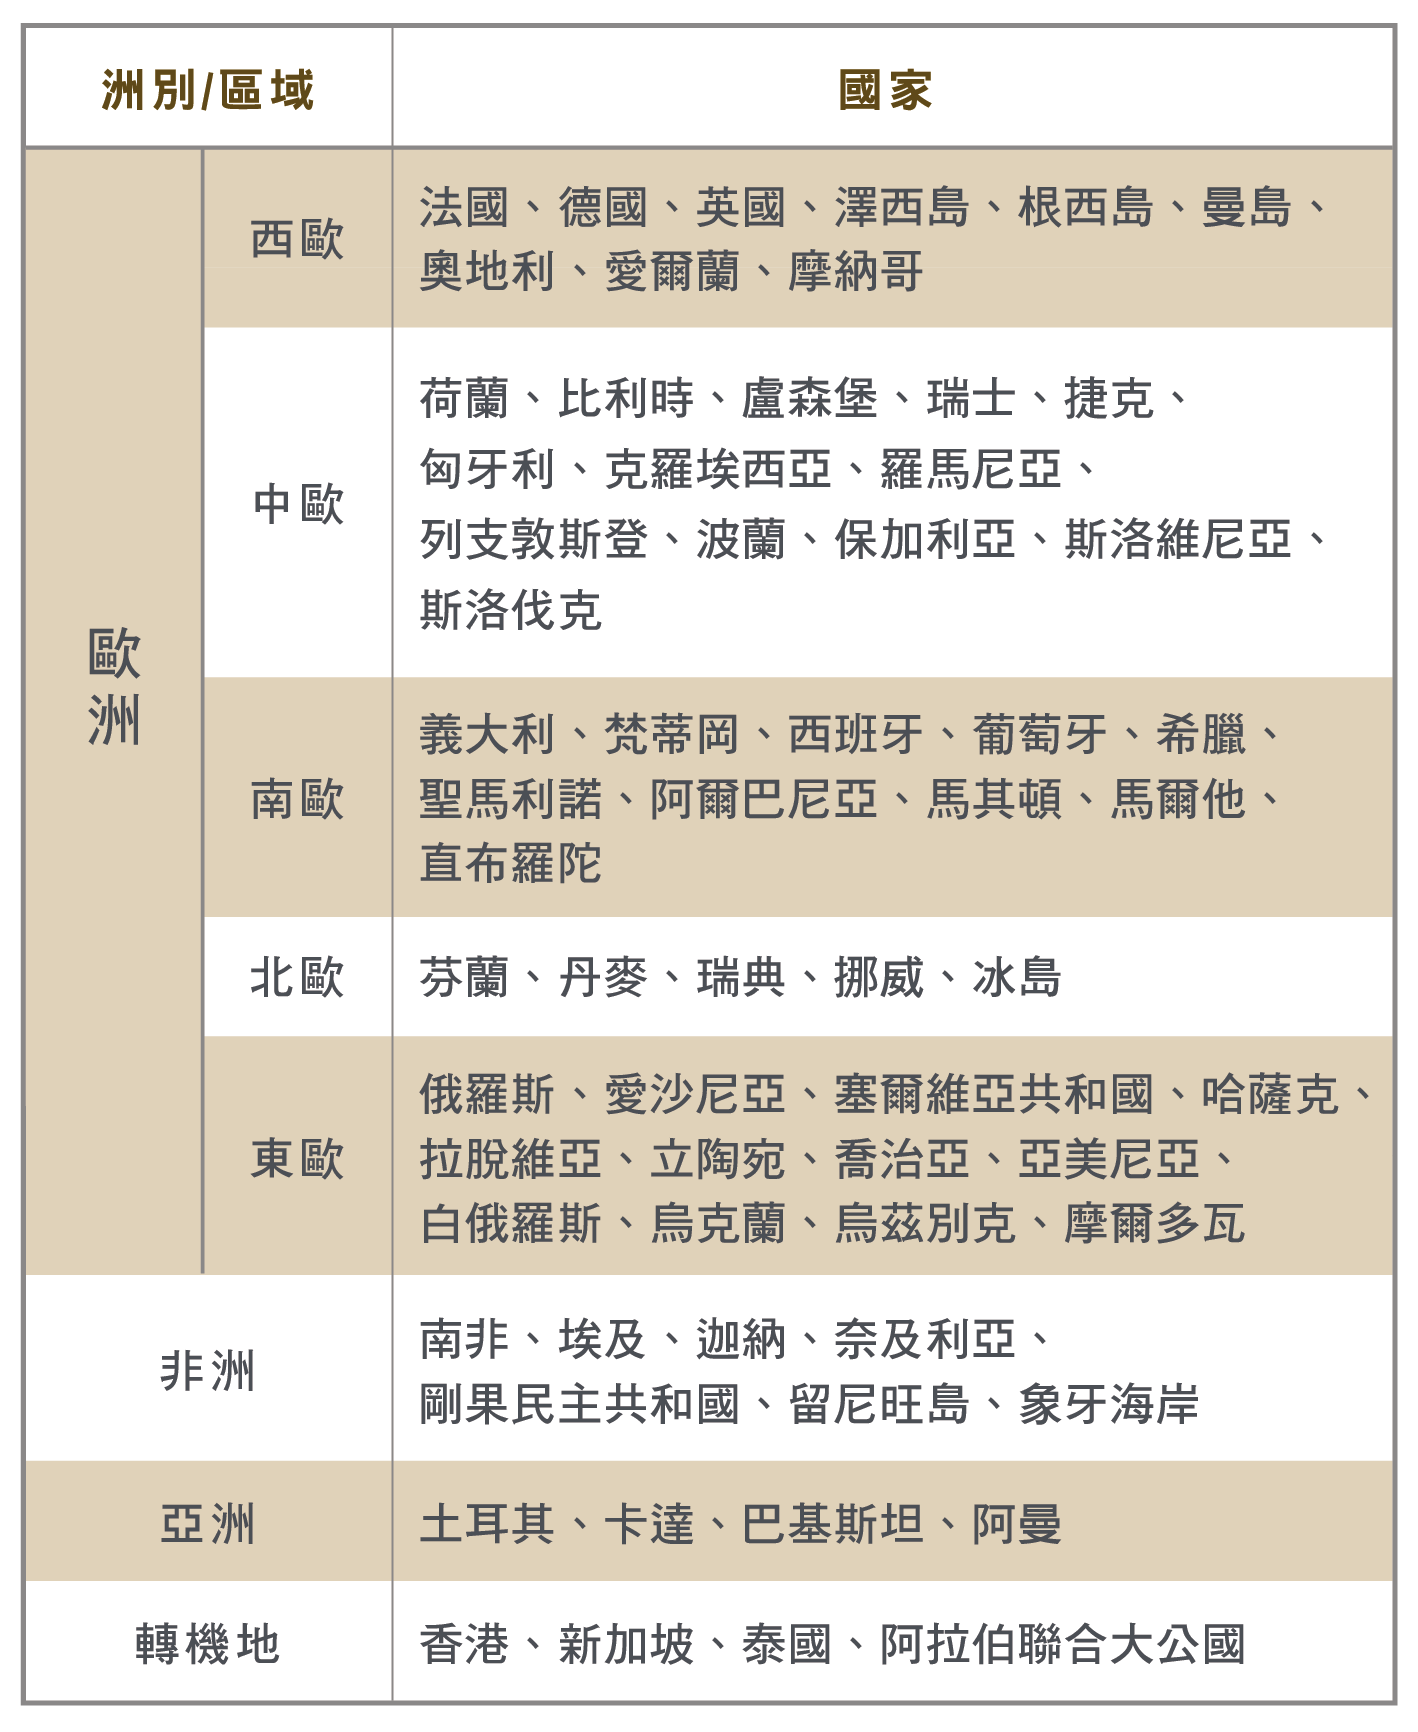 洲別/區域
國家
歐洲
西歐
法國、德國、英國、澤西島、根西島、曼島、
奧地利、愛爾蘭、摩納哥
中歐
荷蘭、比利時、盧森堡、瑞士、捷克、
匈牙利、克羅埃西亞、羅馬尼亞、
列支敦斯登、波蘭、保加利亞、斯洛維尼亞、
斯洛伐克
南歐
義大利、梵蒂岡、西班牙、葡萄牙、希臘、
聖馬利諾、阿爾巴尼亞、馬其頓、馬爾他、
直布羅陀
北歐
芬蘭、丹麥、瑞典、挪威、冰島
東歐
俄羅斯、愛沙尼亞、塞爾維亞共和國、哈薩克、
拉脫維亞、立陶宛、喬治亞、亞美尼亞、
白俄羅斯、烏克蘭、烏茲別克、摩爾多瓦
非洲
南非、埃及、迦納、奈及利亞、
剛果民主共和國、留尼旺島、象牙海岸
亞洲
土耳其、卡達、巴基斯坦、阿曼
轉機地
香港、新加坡、泰國、阿拉伯聯合大公國